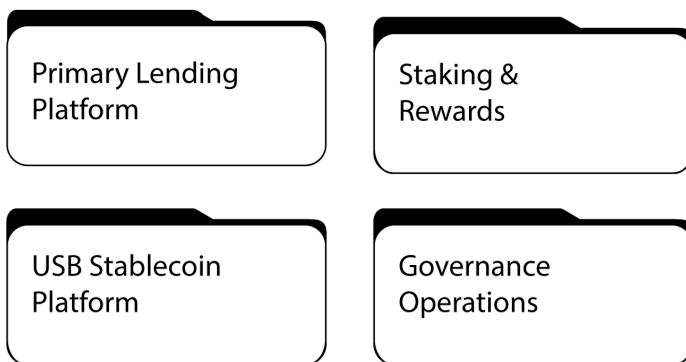 Primary Lending
Platform
Staking &
Rewards
USB Stablecoin
Platform
Governance
Operations